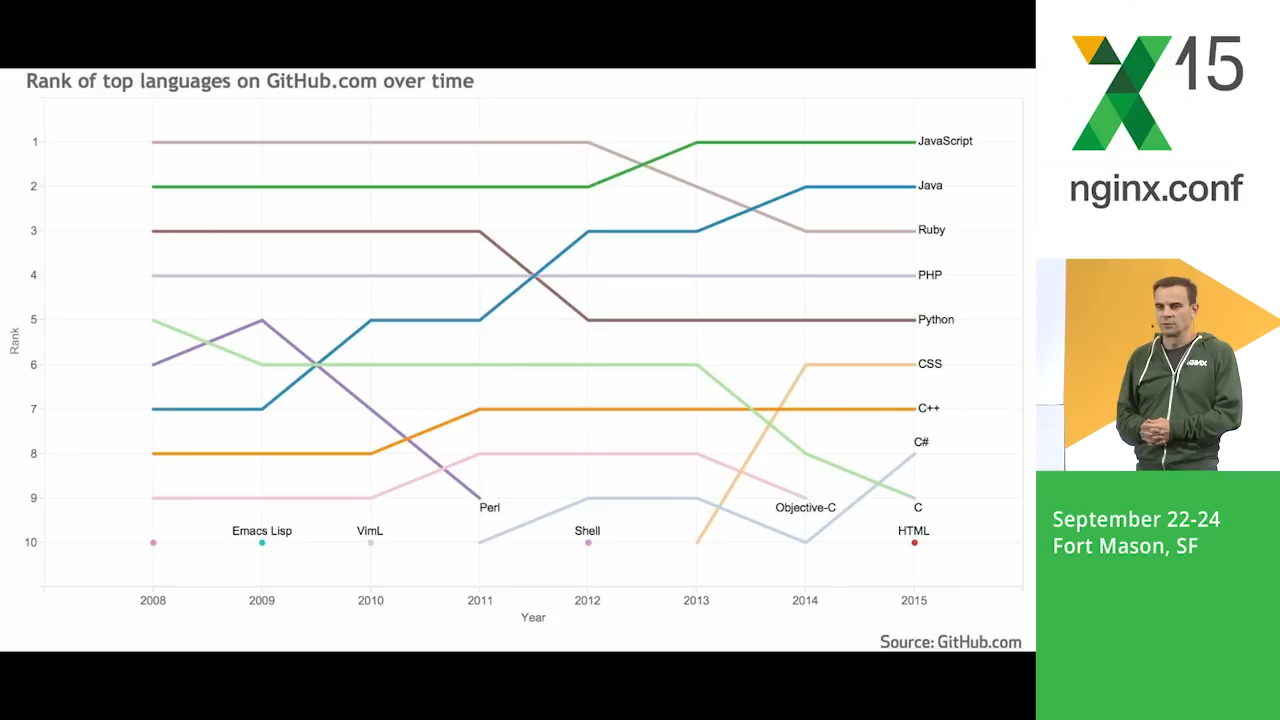 Rank of top languages on GitHub.com over time
Rank
1
2
3
4
5
6
7
8
9
10
JavaScript
Java
Ruby
PHP
Python
CSS
C++
C#
C
HTML
Perl
Objective-C
Emacs Lisp
VimL
Shell
2008
2009
2010
2011
2012
2013
2014
2015
Year
Source: GitHub.com
15
nginx.conf
NGINX
September 22-24
Fort Mason, SF